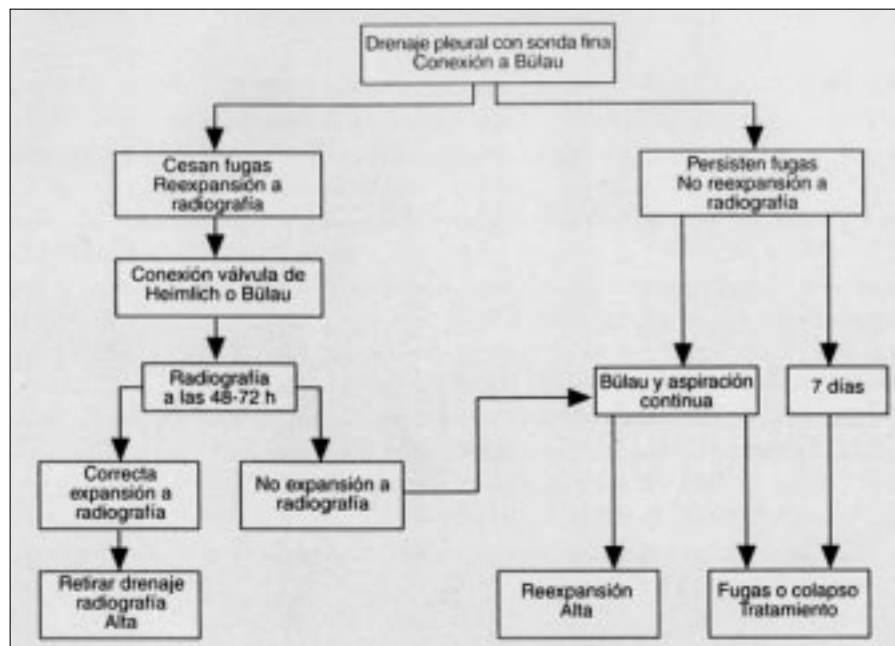 Drenaje pleural con sonda fina
Conexión a Bülau
Cesan fugas
Reexpansión a
radiografía
Persisten fugas
No reexpansión a
radiografía
Conexión válvula de
Heimlich o Bülau
Radiografía
a las 48-72 h
Bülau y aspiración
continua
7 días
Correcta
expansión a
radiografía
No expansión a
radiografía
Retirar drenaje
radiografía
Alta
Reexpansión
Alta
Fugas o colapso
Tratamiento